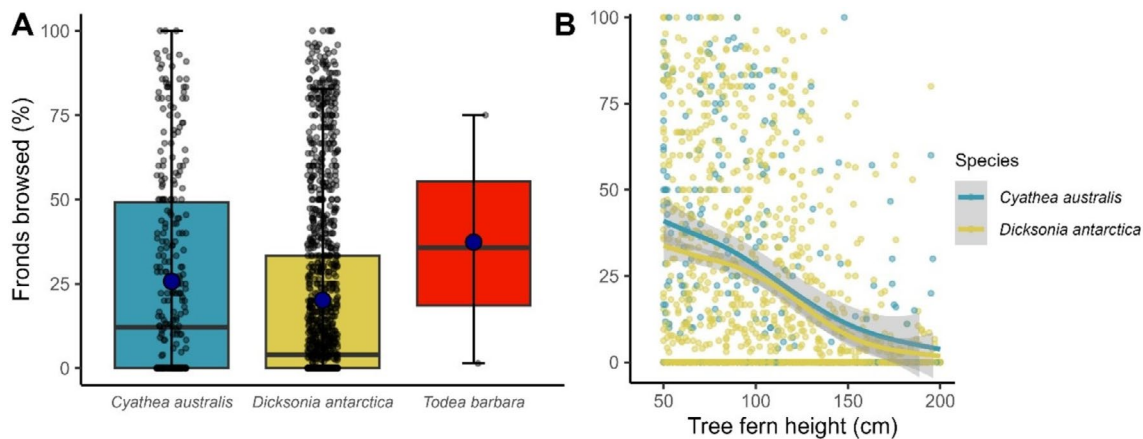 A
Fronds browsed (%)
100
75
50
25
0
Cyathea australis Dicksonia antarctica Todea barbara
B
100
75
50
25
0
50 100 150 200
Tree fern height (cm)
Species
Cyathea australis
Dicksonia antarctica